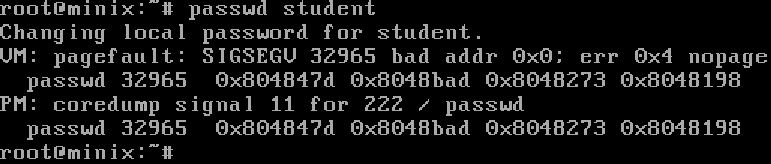 root@minix:~# passwd student
Changing local password for student.
VM: pagefault: SIGSEGV 32965 bad addr 0x0; err 0x4 nopage
  passwd 32965  0x804847d 0x8048bad 0x8048273 0x8048198
PM: coredump signal 11 for 222 / passwd
  passwd 32965  0x804847d 0x8048bad 0x8048273 0x8048198
root@minix:~#